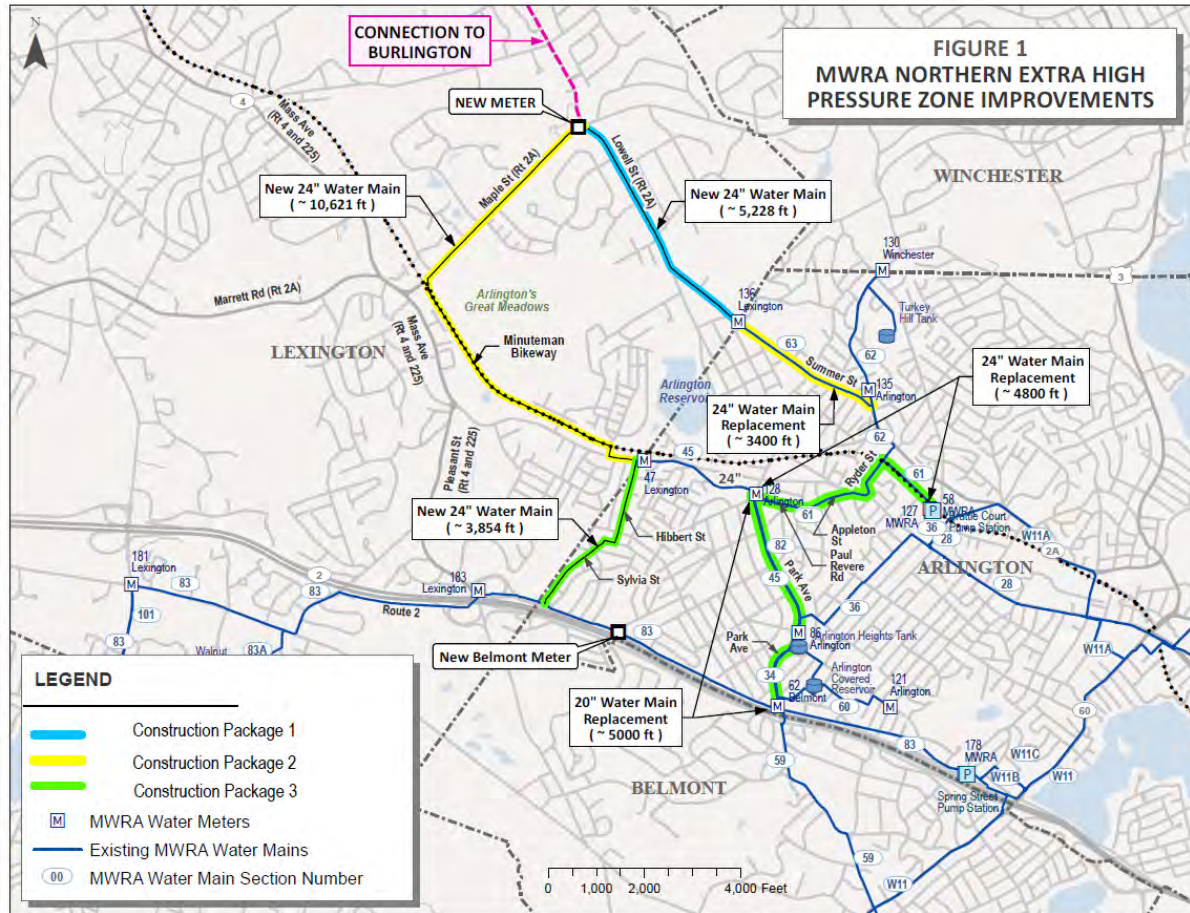 N
CONNECTION TO
BURLINGTON
FIGURE 1
MWRA NORTHERN EXTRA HIGH
PRESSURE ZONE IMPROVEMENTS
NEW METER
4
Mass Ave
(Rt 4 and 225)
Maple St (Rt 2A)
Lowell St (Rt 2A)
New 24" Water Main
( ~ 10,621 ft )
New 24" Water Main
( ~ 5,228 ft )
WINCHESTER
130
Winchester
3
Marrett Rd (Rt 2A)
Arlington's
Great Meadows
136
Lexington
Turkey
Hill Tank
Mass Ave
(Rt 4 and 225)
LEXINGTON
Minuteman
Bikeway
63
62
Summer St
135
Arlington
24" Water Main
Replacement
( ~ 4800 ft )
Arlington
Reservoir
24" Water Main
Replacement
( ~ 3400 ft )
62
Pleasant St
(Rt 4 and 225)
45
24"
47
Lexington
Ryder St
61
128
Arlington
58
MWRA
127
MWRA
Brattle Court
Pump Station
New 24" Water Main
( ~ 3,854 ft )
Hibbert St
61
Appleton
St
Paul
Revere
Rd
36
28
W11A
2A
82
ARLINGTON
181
Lexington
83
2
83
183
Lexington
Sylvia St
45
Park Ave
28
101
Route 2
36
83
Walnut
83A
83
New Belmont Meter
Park
Ave
86
Arlington
Arlington Heights Tank
W11A
Arlington
Covered
Reservoir
121
Arlington
34
62
Belmont
60
60
20" Water Main
Replacement
( ~ 5000 ft )
83
178
MWRA
W11C
W11B
W11
59
BELMONT
Spring Street
Pump Station
59
W11
LEGEND
Construction Package 1
Construction Package 2
Construction Package 3
M MWRA Water Meters
Existing MWRA Water Mains
00 MWRA Water Main Section Number
0 1,000 2,000 4,000 Feet